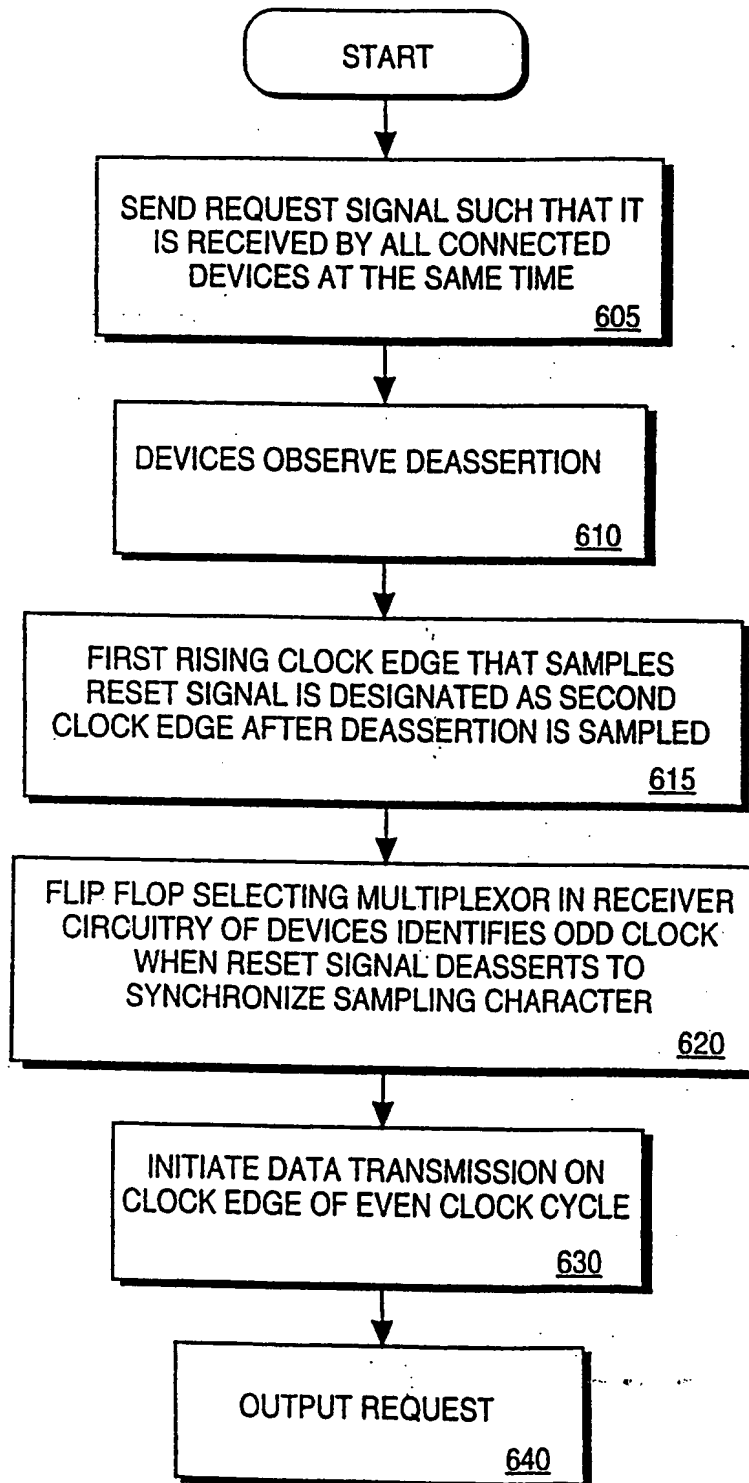 START
SEND REQUEST SIGNAL SUCH THAT IT
IS RECEIVED BY ALL CONNECTED
DEVICES AT THE SAME TIME
605
DEVICES OBSERVE DEASSERTION
610
FIRST RISING CLOCK EDGE THAT SAMPLES
RESET SIGNAL IS DESIGNATED AS SECOND
CLOCK EDGE AFTER DEASSERTION IS SAMPLED
615
FLIP FLOP SELECTING MULTIPLEXOR IN RECEIVER
CIRCUITRY OF DEVICES IDENTIFIES ODD CLOCK
WHEN RESET SIGNAL DEASSERTS TO
SYNCHRONIZE SAMPLING CHARACTER
620
INITIATE DATA TRANSMISSION ON
CLOCK EDGE OF EVEN CLOCK CYCLE
630
OUTPUT REQUEST
640